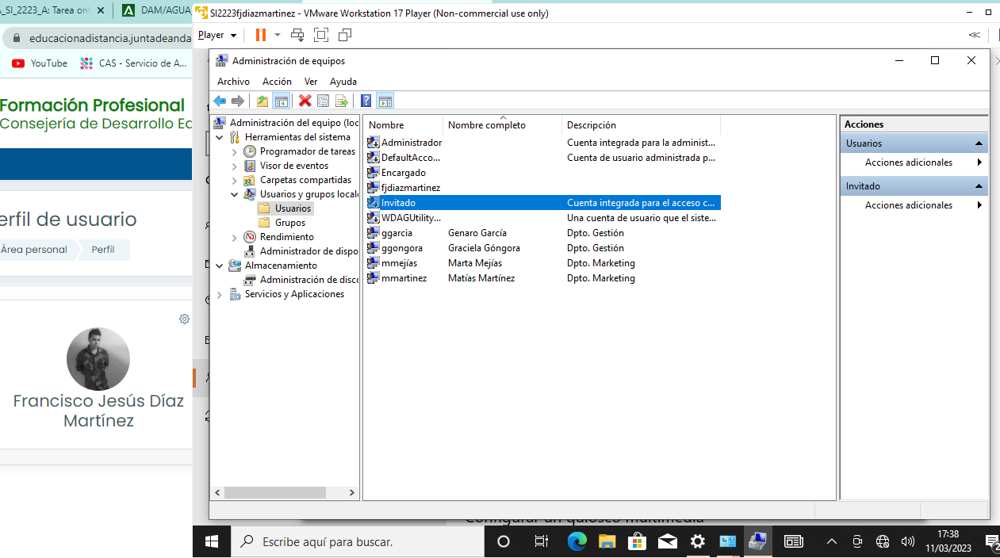 _SI_2223_A: Tarea onl
DAM/AGUA
educacionadistancia.juntadeanda
YouTube
CAS - Servicio de A...
Formación Profesional
Consejería de Desarrollo Ec
erfil de usuario
Área personal
Perfil
Francisco Jesús Díaz
Martínez
SI2223fjdiazmartinez - VMware Workstation 17 Player (Non-commercial use only)
Player
Administración de equipos
Archivo Acción Ver Ayuda
Administración del equipo (loc
Herramientas del sistema
Programador de tareas
Visor de eventos
Carpetas compartidas
Usuarios y grupos locale
Usuarios
Grupos
Rendimiento
Administrador de dispo
Almacenamiento
Administración de disco
Servicios y Aplicaciones
Nombre Nombre completo Descripción
Administrador Cuenta integrada para la administ...
DefaultAcco... Cuenta de usuario administrada p...
Encargado
fjdiazmartinez
Invitado Cuenta integrada para el acceso c...
WDAGUtility... Una cuenta de usuario que el siste...
ggarcia Genaro García Dpto. Gestión
ggongora Graciela Góngora Dpto. Gestión
mmejías Marta Mejías Dpto. Marketing
mmartinez Matías Martínez Dpto. Marketing
Acciones
Usuarios
Acciones adicionales
Invitado
Acciones adicionales
Configurar un quiosco multimedia
Escribe aquí para buscar.
17:38
11/03/2023
2